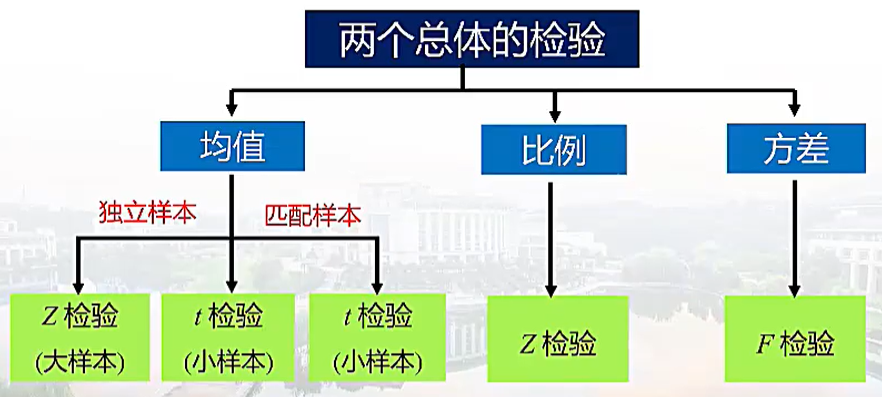 两个总体的检验
均值
比例
方差
独立样本
匹配样本
Z 检验
(大样本)
t 检验
(小样本)
t 检验
(小样本)
Z 检验
F 检验